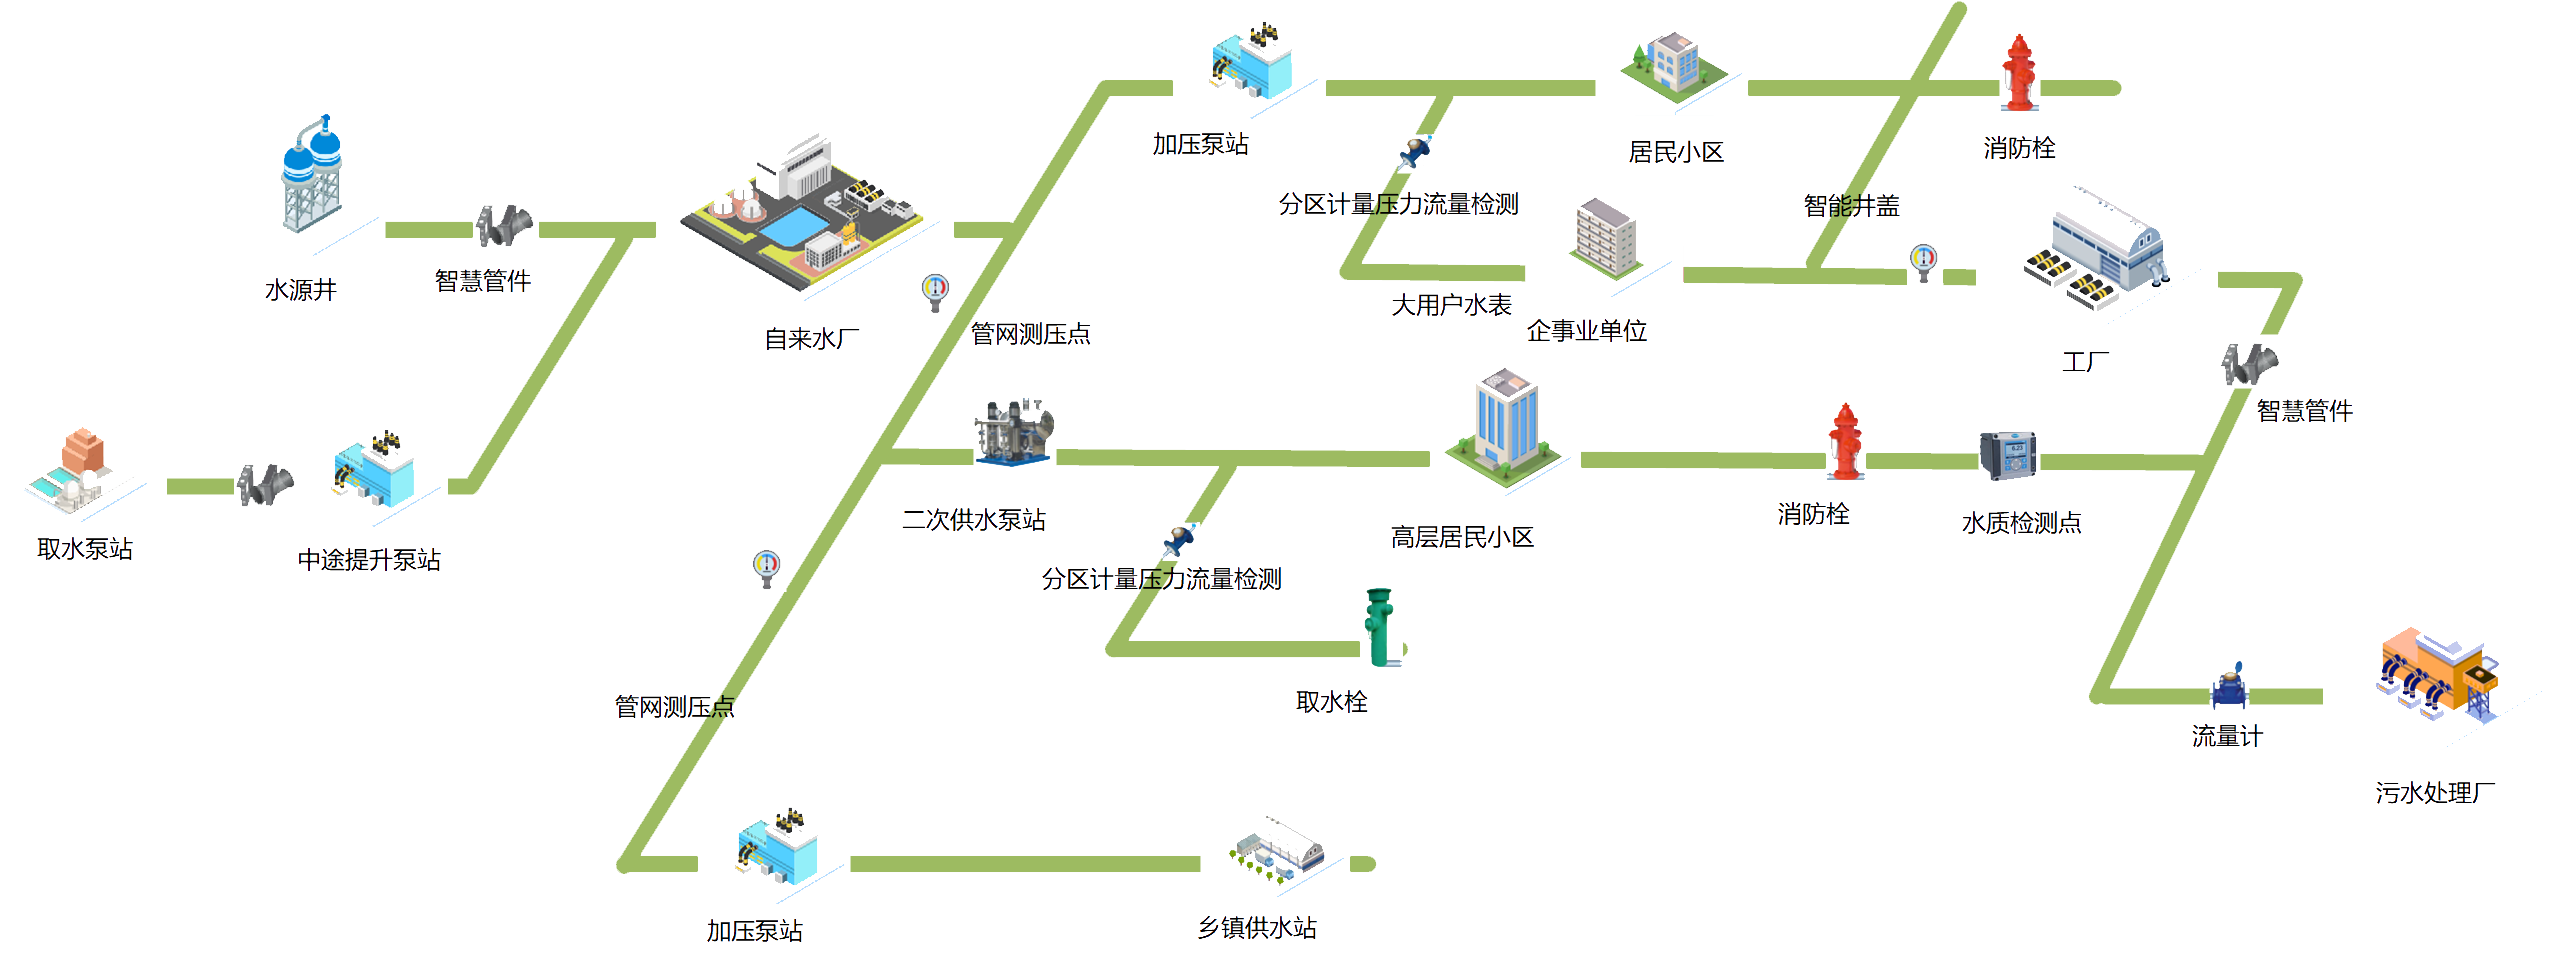 加压泵站
居民小区
消防栓
分区计量压力流量检测
智能井盖
水源井
智慧管件
自来水厂
管网测压点
大用户水表
企事业单位
工厂
智慧管件
取水泵站
中途提升泵站
二次供水泵站
高层居民小区
消防栓
水质检测点
分区计量压力流量检测
管网测压点
取水栓
流量计
污水处理厂
加压泵站
乡镇供水站